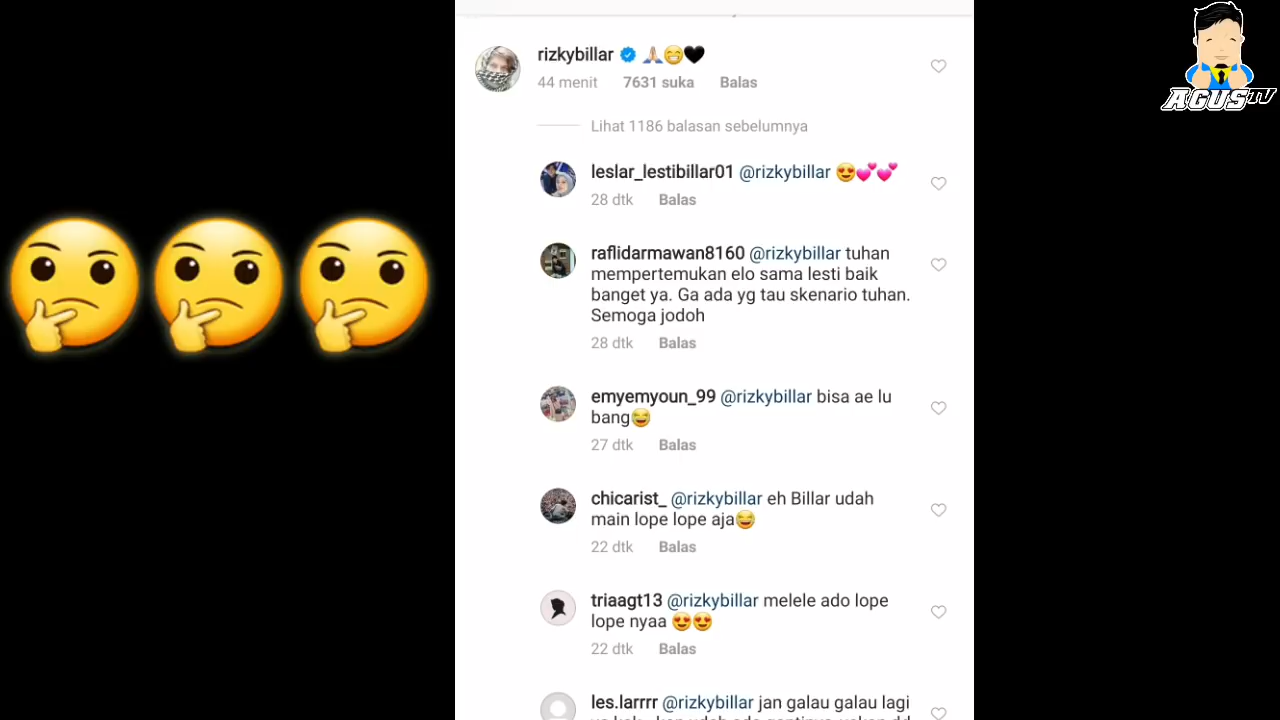 AGUS TV
rizkybillar 🙏🏼😁🖤
44 menit 7631 suka Balas
Lihat 1186 balasan sebelumnya
leslar_lestibillar01 @rizkybillar 😍💕💕
28 dtk Balas
raflidarmawan8160 @rizkybillar tuhan
mempertemukan elo sama lesti baik
banget ya. Ga ada yg tau skenario tuhan.
Semoga jodoh
28 dtk Balas
emyemyoun_99 @rizkybillar bisa ae lu
bang😂
27 dtk Balas
chicarist_ @rizkybillar eh Billar udah
main lope lope aja😂
22 dtk Balas
triaagt13 @rizkybillar melele ado lope
lope nyaa 😍😍
22 dtk Balas
les.larrrr @rizkybillar jan galau galau lagi